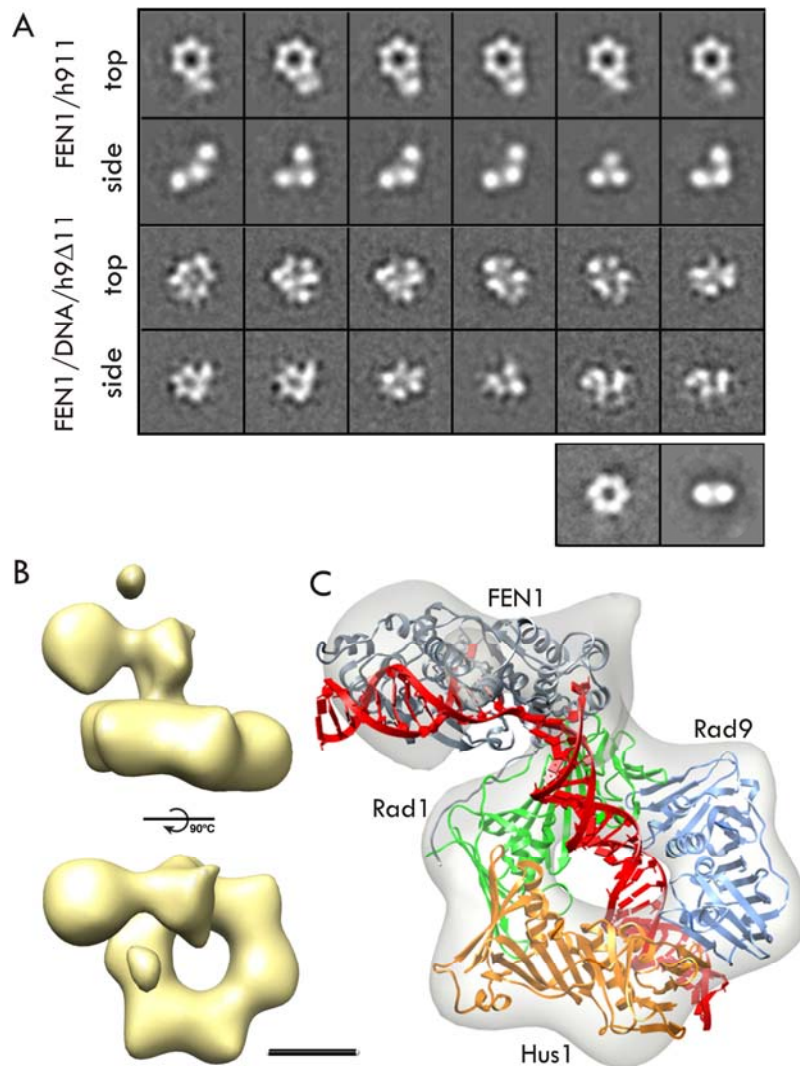 A
FEN1/h911
top
side
FEN1/DNA/h9Δ11
top
side
B
90°C
C
FEN1
Rad9
Rad1
Hus1